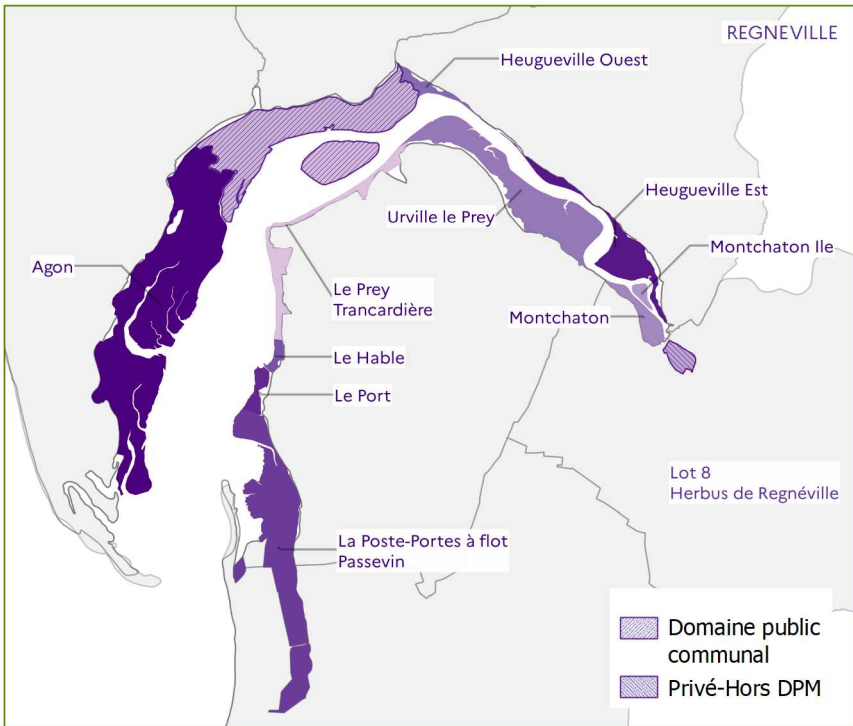 REGNEVILLE
Heugueville Ouest
Heugueville Est
Urville le Prey
Montchaton Ile
Agon
Le Prey
Trancardière
Montchaton
Le Hable
Le Port
Lot 8
Herbus de Regnéville
La Poste-Portes à flot
Passevin
Domaine public
communal
Privé-Hors DPM